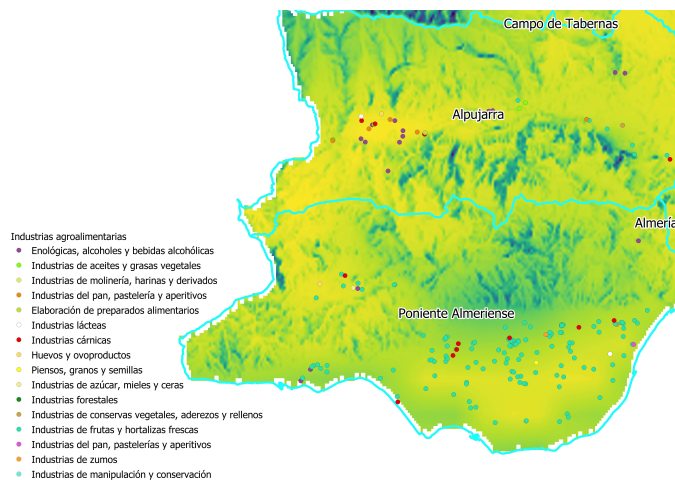 Campo de Tabernas
Alpujarra
Almería
Poniente Almeriense
Industrias agroalimentarias
Enológicas, alcoholes y bebidas alcohólicas
Industrias de aceites y grasas vegetales
Industrias de molinería, harinas y derivados
Industrias del pan, pastelería y aperitivos
Elaboración de preparados alimentarios
Industrias lácteas
Industrias cárnicas
Huevos y ovoproductos
Piensos, granos y semillas
Industrias de azúcar, mieles y ceras
Industrias forestales
Industrias de conservas vegetales, aderezos y rellenos
Industrias de frutas y hortalizas frescas
Industrias del pan, pastelerías y aperitivos
Industrias de zumos
Industrias de manipulación y conservación